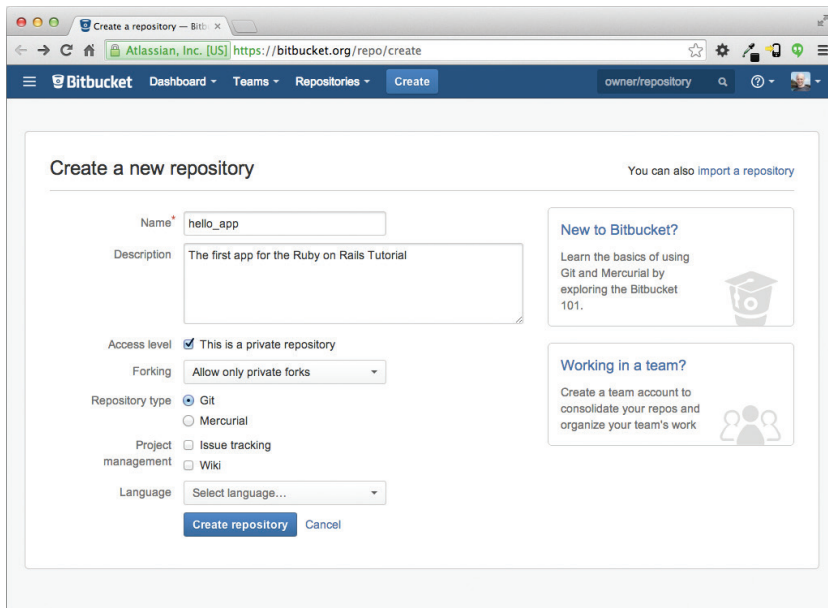 Create a repository — Bitb
Atlassian, Inc. [US] https://bitbucket.org/repo/create
Bitbucket Dashboard Teams Repositories Create owner/repository
Create a new repository
You can also import a repository
Name* hello_app
Description The first app for the Ruby on Rails Tutorial
Access level This is a private repository
Forking Allow only private forks
Repository type Git
Mercurial
Project management Issue tracking
Wiki
Language Select language...
Create repository Cancel
New to Bitbucket?
Learn the basics of using
Git and Mercurial by
exploring the Bitbucket
101.
Working in a team?
Create a team account to
consolidate your repos and
organize your team's work